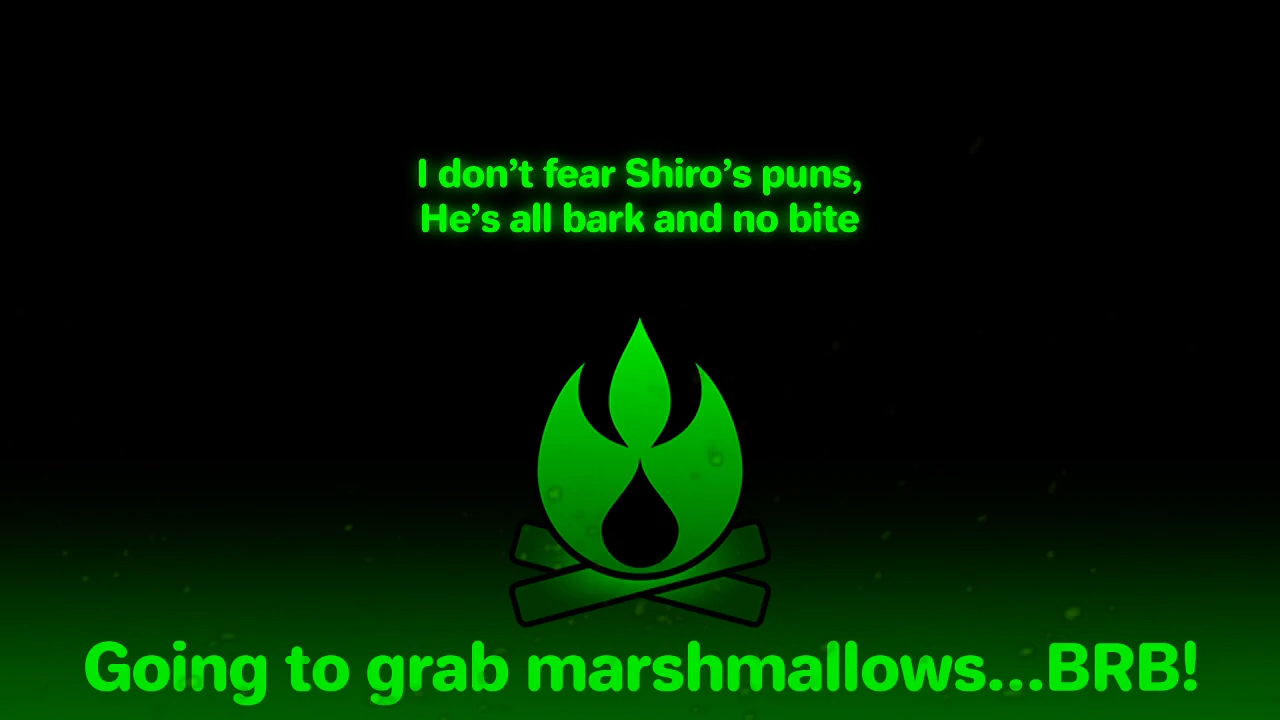 I don’t fear Shiro’s puns,
He’s all bark and no bite
Going to grab marshmallows...BRB!